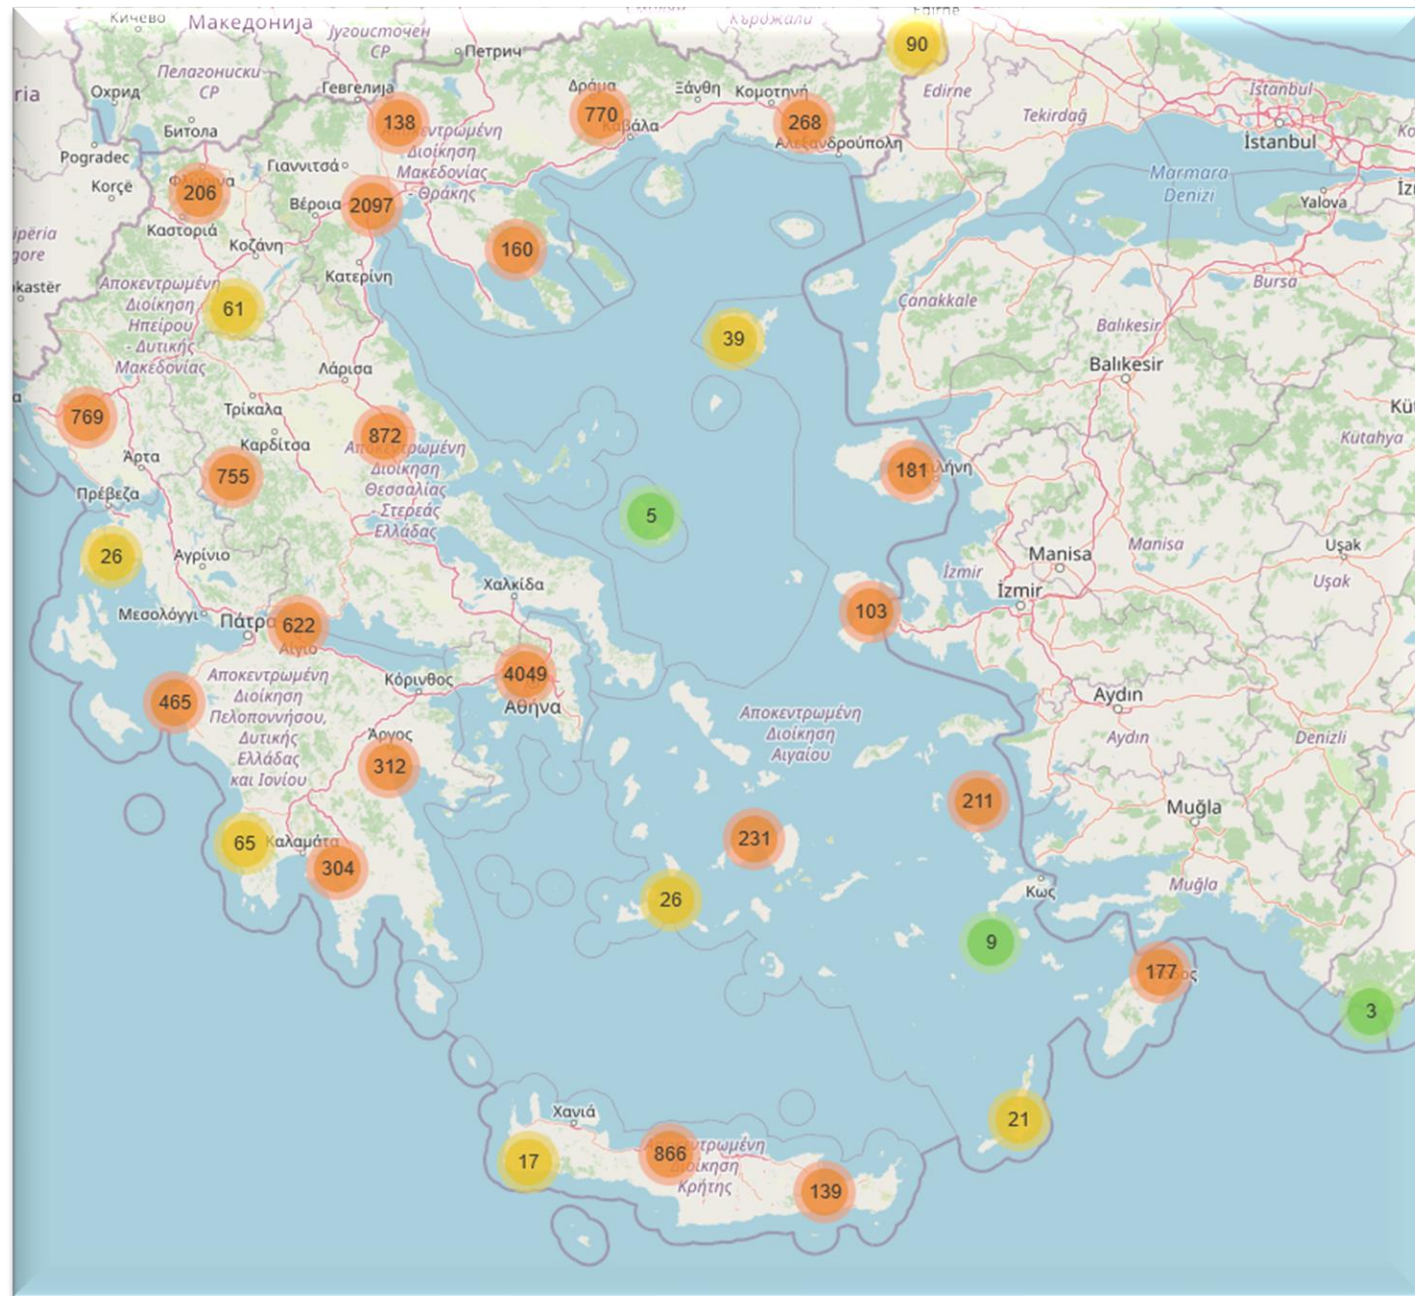 Кичево
Македонија
Југоисточен
СР
Петрич
Кърджали
90
Пелагониски
СР
Охрид
Битола
Гевгелија
138
Δράμα
770
Καβάλα
Ξάνθη
Κομοτηνή
268
Αλεξανδρούπολη
Edirne
Tekirdağ
İstanbul
İstanbul
Marmara
Denizi
Yalova
Pogradec
Korçë
206
Καστοριά
Κοζάνη
Γιαννιτσά
Βέροια
2097
Κατερίνη
Μακεδονίας
- Θράκης
Διοίκηση
160
61
Αποκεντρωμένη
Διοίκηση
Ηπείρου
- Δυτικής
Μακεδονίας
39
Çanakkale
Bursa
Balıkesir
Balıkesir
Kütahya
Λάρισα
769
Τρίκαλα
Καρδίτσα
872
755
Διοίκηση
Θεσσαλίας
- Στερεάς
Ελλάδας
Άρτα
Πρέβεζα
181
5
26
Αγρίνιο
Μεσολόγγι
Πάτρα
622
Αίγιο
Χαλκίδα
103
İzmir
İzmir
Manisa
Manisa
Uşak
Uşak
465
Αποκεντρωμένη
Διοίκηση
Πελοποννήσου,
Δυτικής
Ελλάδας
και Ιονίου
Κόρινθος
4049
Αθήνα
Άργος
312
Αποκεντρωμένη
Διοίκηση
Αιγαίου
Aydın
Aydın
Denizli
65
Καλαμάτα
304
231
211
Muğla
Muğla
26
Κως
9
177
3
Χανιά
17
866
Διοίκηση
Κρήτης
139
21